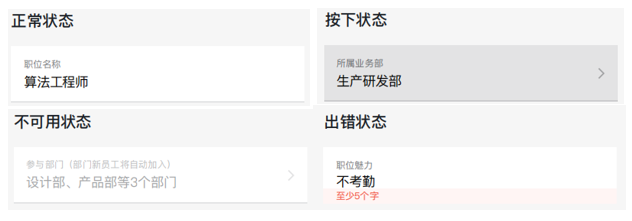 正常状态
职位名称
算法工程师
按下状态
所属业务部
生产研发部
不可用状态
参与部门（部门新员工将自动加入）
设计部、产品部等3个部门
出错状态
职位魅力
不考勤
至少5个字